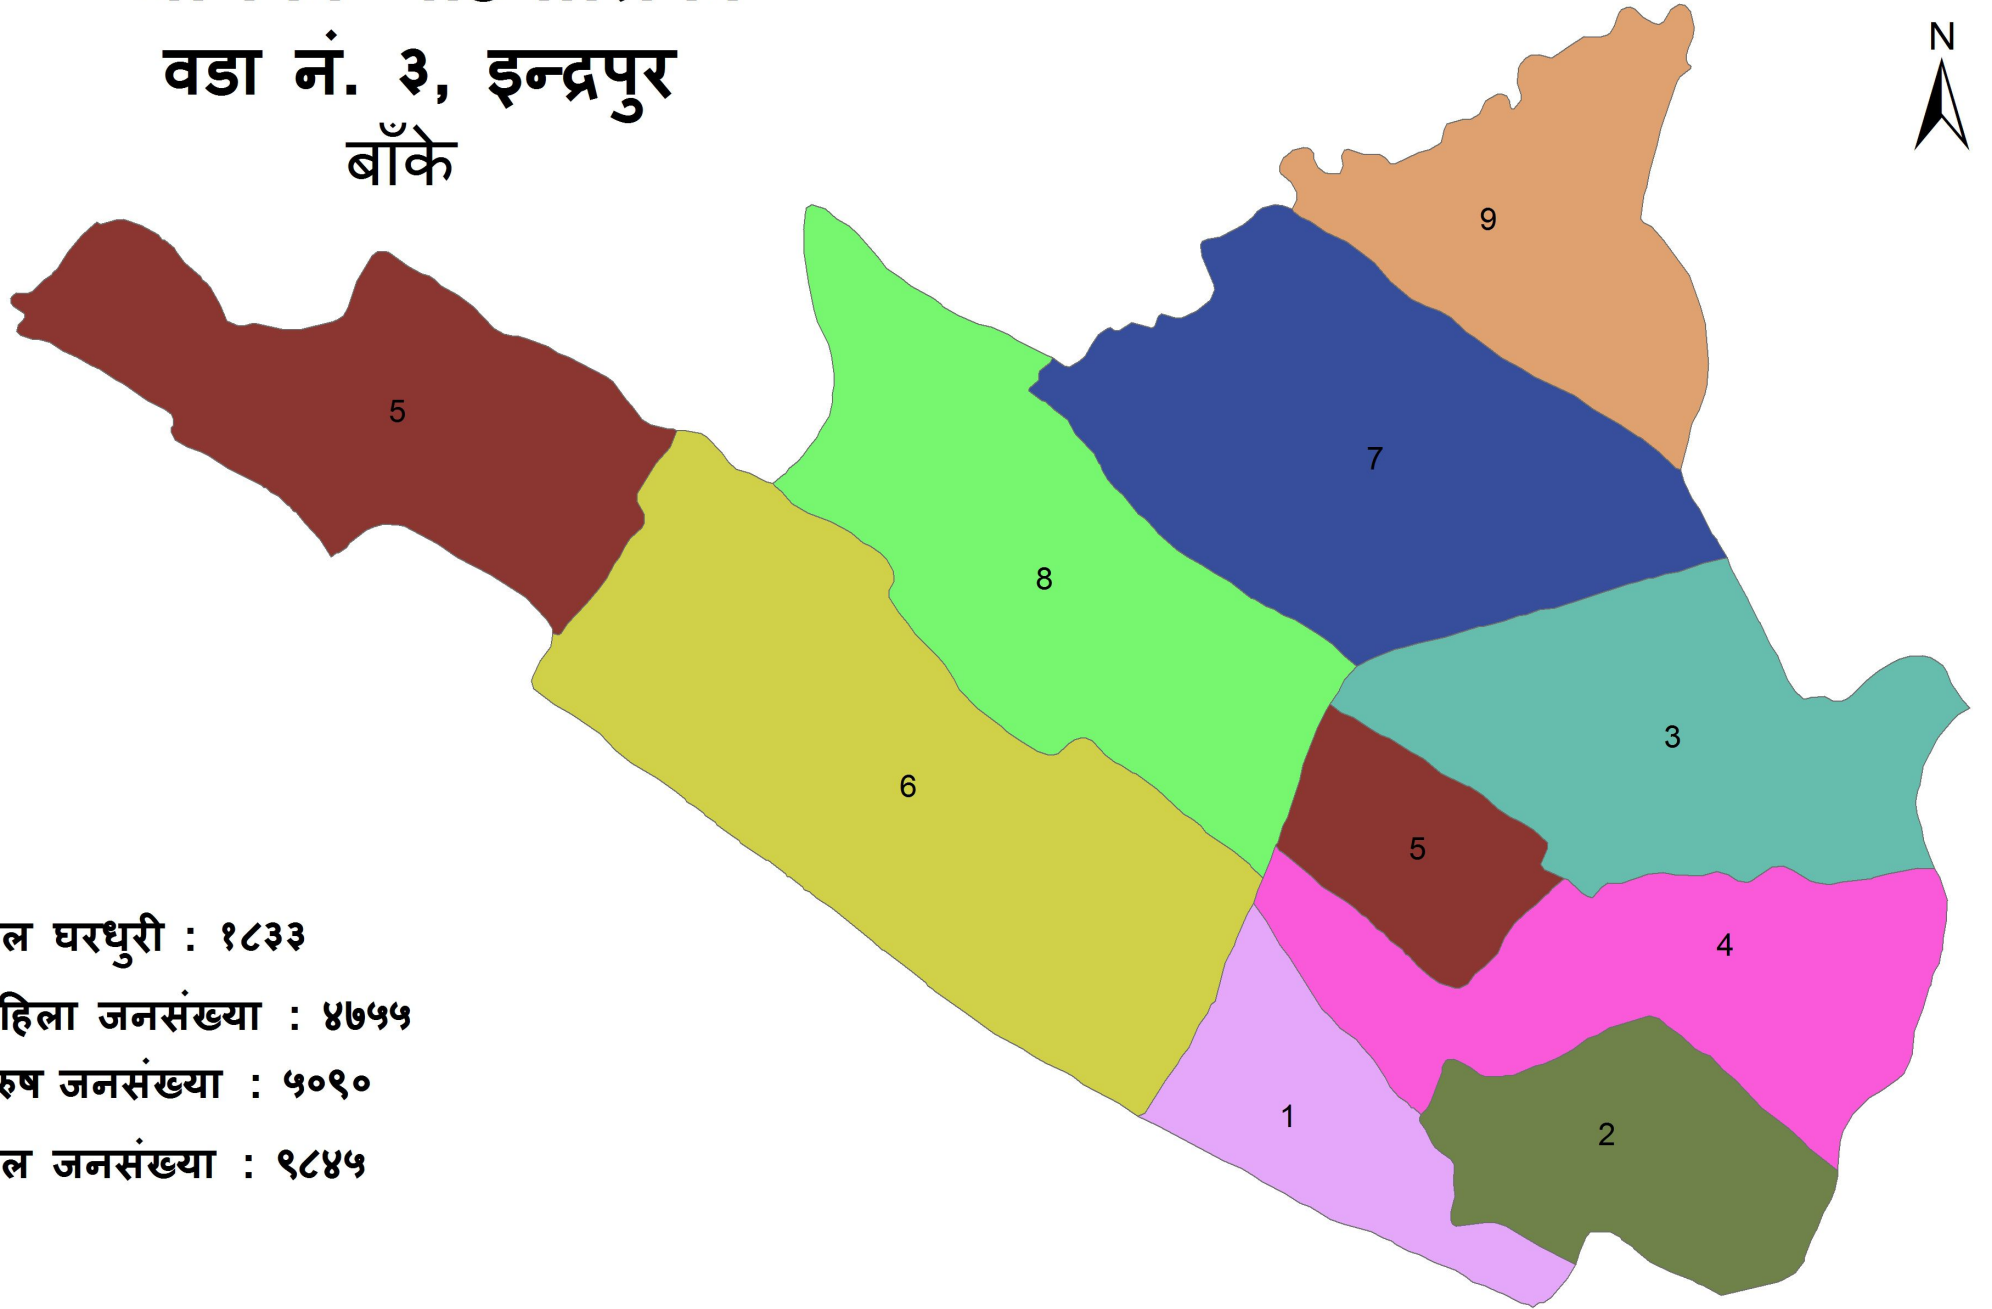 वडा नं. ३, इन्द्रपुर
बाँके
N
9
5
7
8
3
6
5
4
1
2
ल घरधुरी : १८३३
हिला जनसंख्या : ४७५५
रुष जनसंख्या : ५०९०
ल जनसंख्या : ९८४५